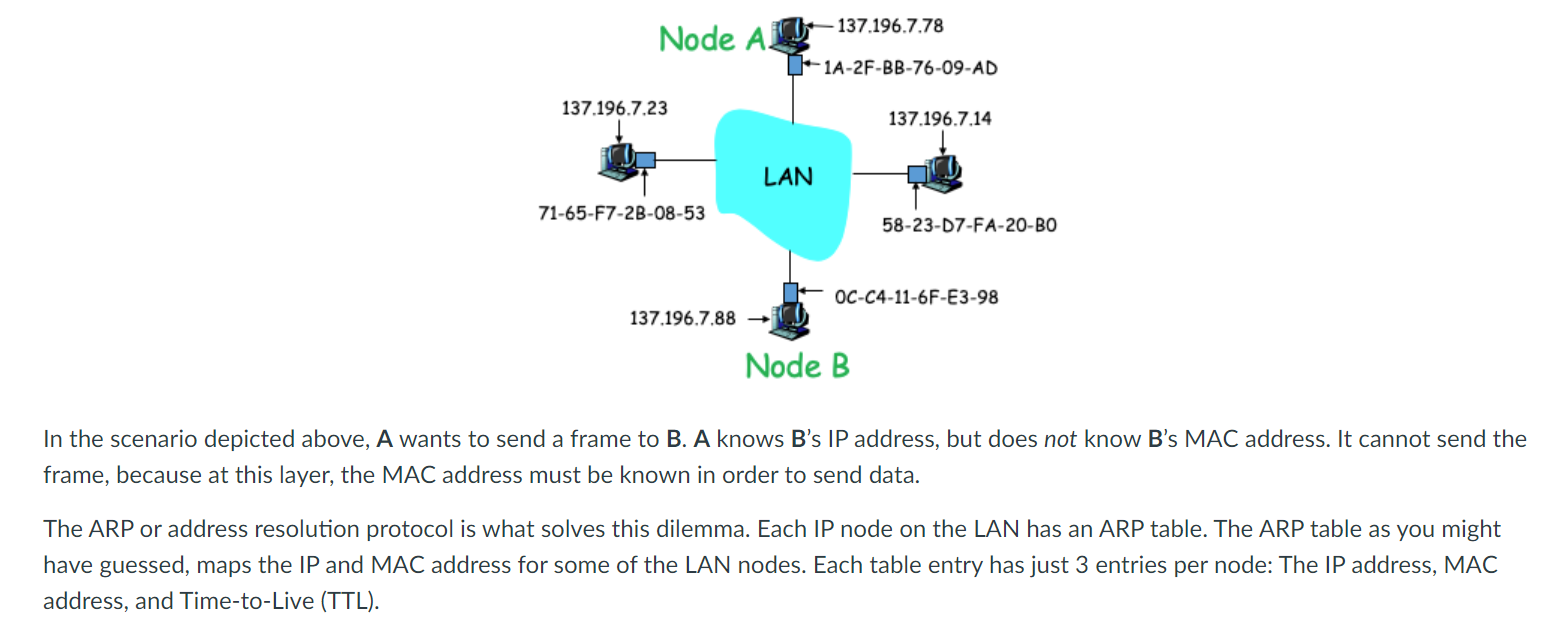 Node A
137.196.7.78
1A-2F-BB-76-09-AD
137.196.7.23
137.196.7.14
LAN
71-65-F7-2B-08-53
58-23-D7-FA-20-B0
0C-C4-11-6F-E3-98
137.196.7.88
Node B
In the scenario depicted above, A wants to send a frame to B. A knows B’s IP address, but does not know B’s MAC address. It cannot send the
frame, because at this layer, the MAC address must be known in order to send data.
The ARP or address resolution protocol is what solves this dilemma. Each IP node on the LAN has an ARP table. The ARP table as you might
have guessed, maps the IP and MAC address for some of the LAN nodes. Each table entry has just 3 entries per node: The IP address, MAC
address, and Time-to-Live (TTL).